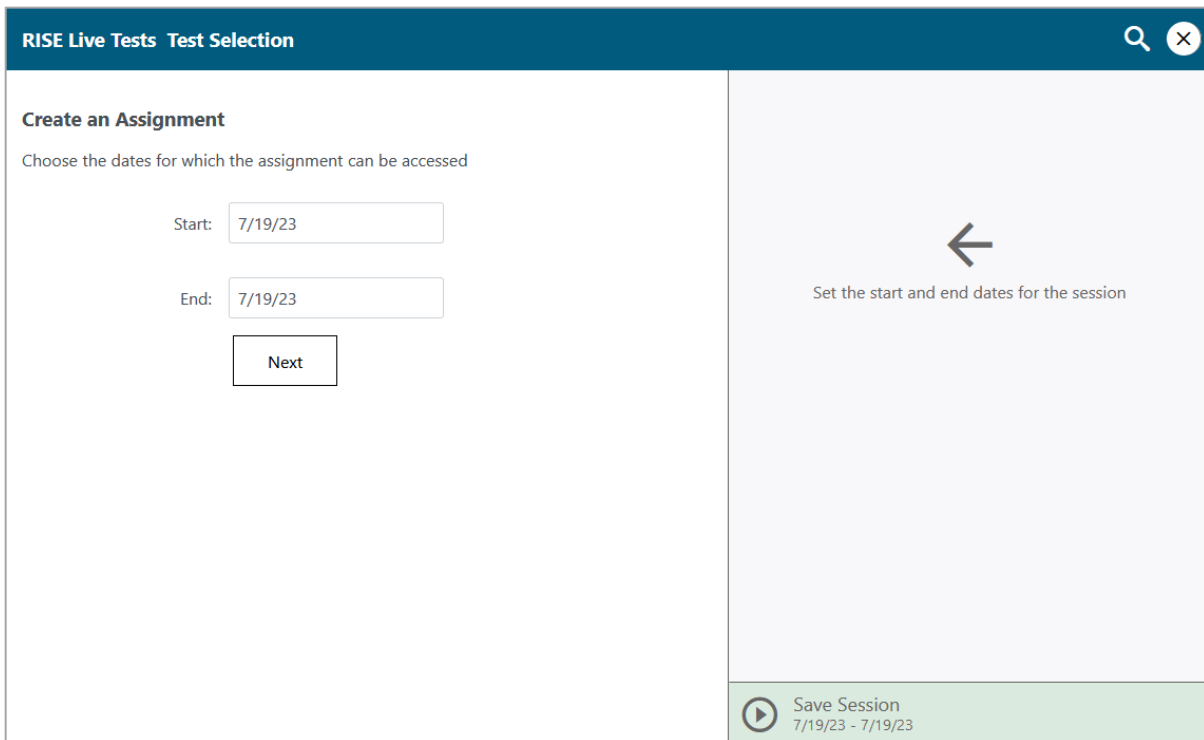 RISE Live Tests  Test Selection
Create an Assignment
Choose the dates for which the assignment can be accessed
Start: 7/19/23
End: 7/19/23
Next
Set the start and end dates for the session
Save Session
7/19/23 - 7/19/23